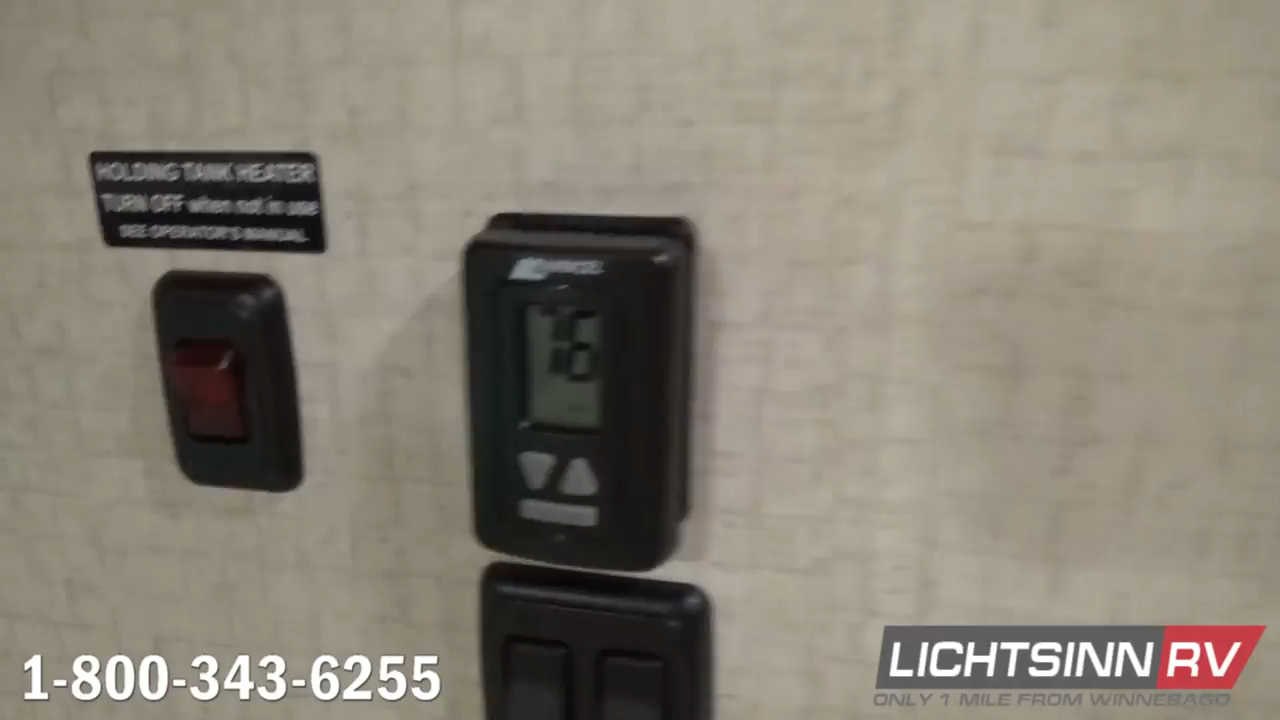 HOLDING TANK HEATER
TURN OFF when not in use
SEE OPERATOR'S MANUAL
76
1-800-343-6255
LICHTSINN RV
ONLY 1 MILE FROM WINNEBAGO